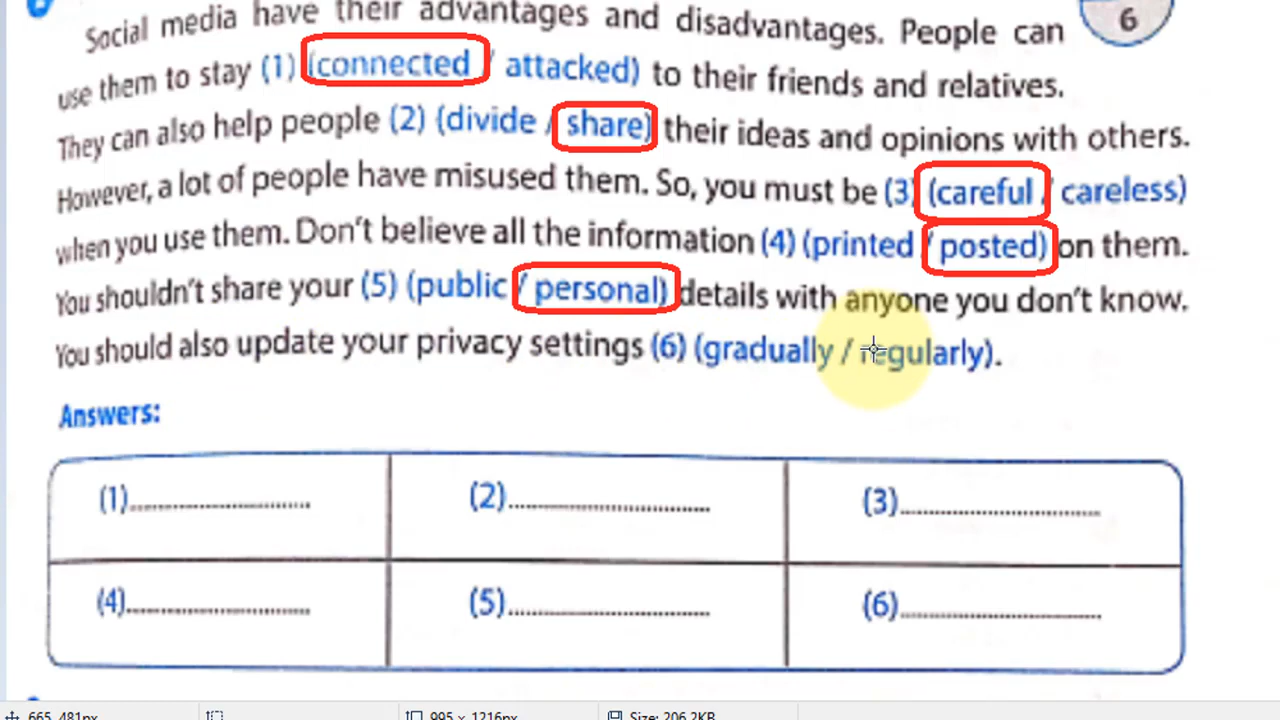 Social media have their advantages and disadvantages. People can
6
use them to stay (1) (connected / attacked) to their friends and relatives.
They can also help people (2) (divide / share) their ideas and opinions with others.
However, a lot of people have misused them. So, you must be (3) (careful / careless)
when you use them. Don't believe all the information (4) (printed / posted) on them.
You shouldn't share your (5) (public / personal) details with anyone you don't know.
You should also update your privacy settings (6) (gradually / regularly).
Answers:
(1)............................ (2)............................... (3)...............................
(4)............................ (5)............................... (6)...............................
665, 481px 995 × 1216px Size: 206.2KB